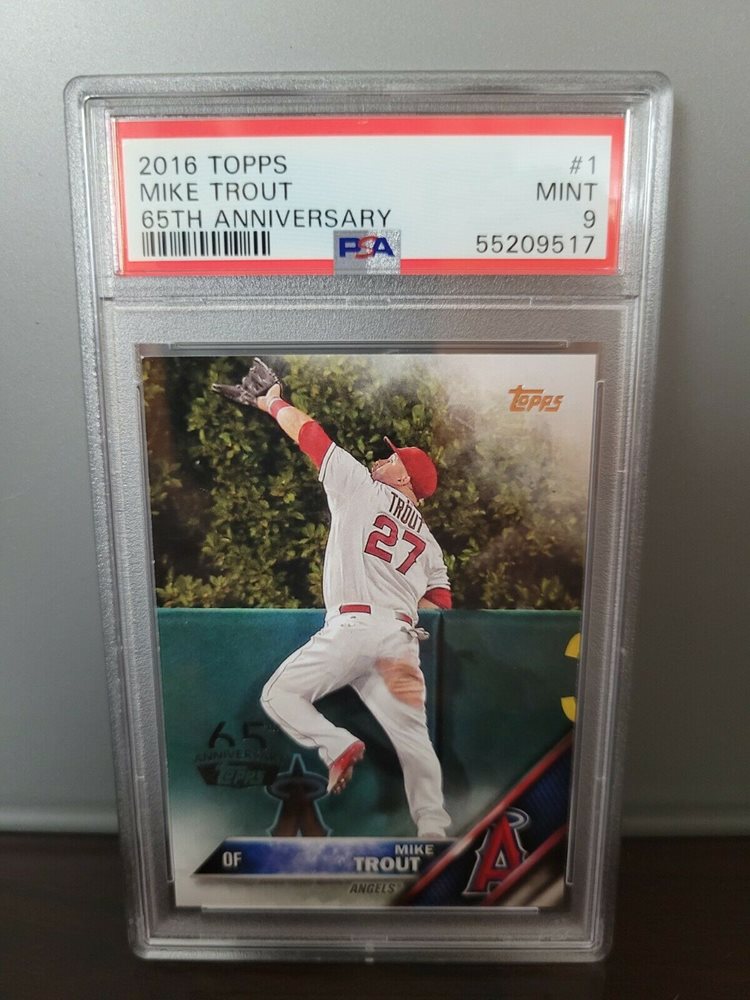 2016 TOPPS #1
MIKE TROUT MINT
65TH ANNIVERSARY 9
PSA 55209517
Topps
TROUT
27
65TH
ANNIVERSARY
Topps
A
OF MIKE
TROUT
ANGELS